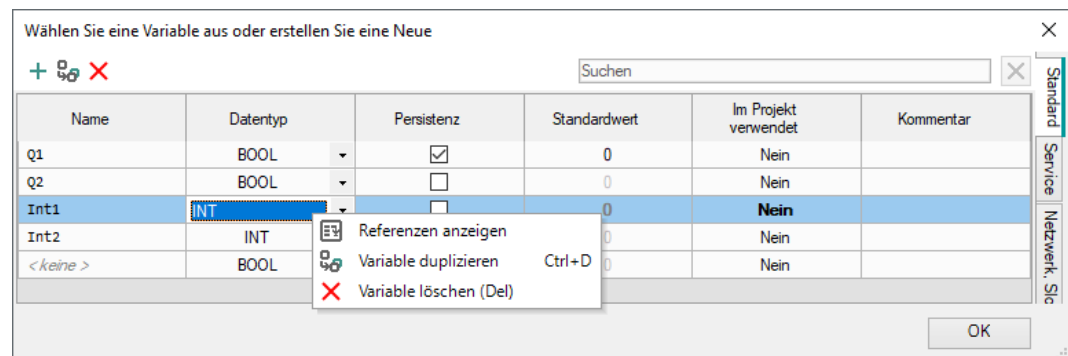 Wählen Sie eine Variable aus oder erstellen Sie eine Neue
Suchen
Name Datentyp Persistenz Standardwert Im Projekt verwendet Kommentar
Q1 BOOL 0 Nein
Q2 BOOL 0 Nein
Int1 INT 0 Nein
Int2 INT 0 Nein
<keine> BOOL 0 Nein
Referenzen anzeigen
Variable duplizieren Ctrl+D
Variable löschen (Del)
OK
Standard
Service
Netzwerk.